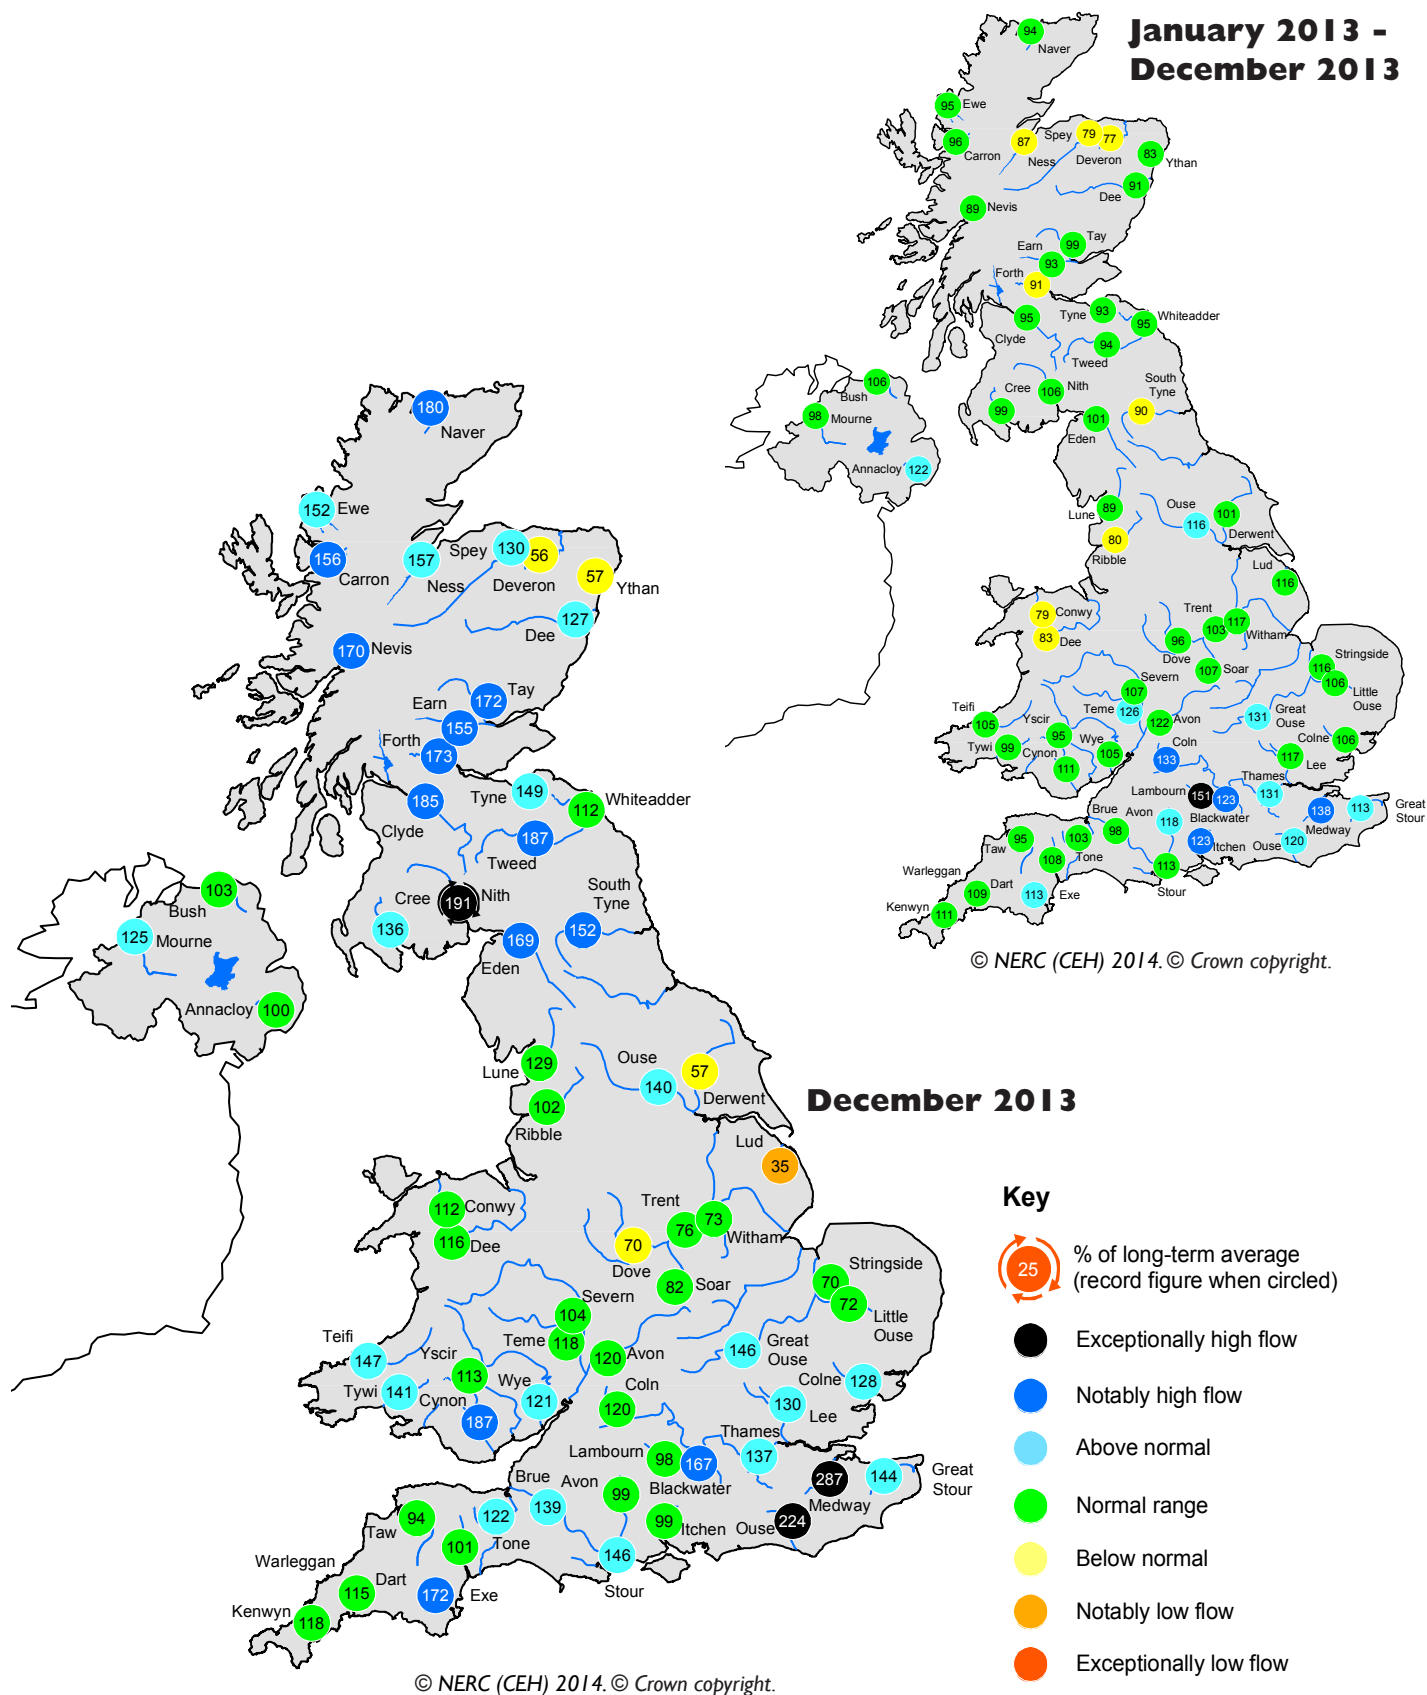 January 2013 -
December 2013
94
Naver
95
Ewe
96
Carron
87
Ness
Spey
79
77
Deveron
83
Ythan
91
Dee
89
Nevis
99
Tay
Earn
93
Forth
91
95
Clyde
Tyne
93
95
Whiteadder
94
Tweed
Cree
99
106
Nith
South
Tyne
90
101
Eden
106
Bush
98
Mourne
Annacloy
122
Lune
89
80
Ribble
Ouse
116
101
Derwent
Lud
116
79
Conwy
83
Dee
Trent
103
117
Witham
96
Dove
107
Soar
Stringside
116
106
Little
Ouse
Severn
107
Teme
126
122
Avon
131
Great
Ouse
Teifi
105
Tywi
99
Yscir
95
Cynon
111
Wye
105
Coln
133
Colne
106
117
Lee
Lambourn
151
123
Blackwater
Thames
131
138
Medway
113
Great
Stour
Brue
98
Avon
118
123
Itchen
Ouse
120
Taw
95
103
Tone
108
113
Stour
Warleggan
109
Dart
113
Exe
Kenwyn
111
© NERC (CEH) 2014. © Crown copyright.
180
Naver
152
Ewe
156
Carron
157
Ness
Spey
130
56
Deveron
57
Ythan
127
Dee
170
Nevis
172
Tay
Earn
155
Forth
173
185
Clyde
Tyne
149
112
Whiteadder
187
Tweed
Cree
136
191
Nith
South
Tyne
152
169
Eden
103
Bush
125
Mourne
Annacloy
100
Lune
129
102
Ribble
Ouse
140
57
Derwent
December 2013
Lud
35
112
Conwy
116
Dee
Trent
76
73
Witham
70
Dove
82
Soar
Stringside
70
72
Little
Ouse
Severn
104
Teme
118
120
Avon
146
Great
Ouse
Teifi
147
Tywi
141
Yscir
113
Cynon
187
Wye
121
Coln
120
Colne
128
130
Lee
Lambourn
98
167
Blackwater
Thames
137
287
Medway
144
Great
Stour
Brue
139
Avon
99
99
Itchen
Ouse
224
Taw
94
122
Tone
101
146
Stour
Warleggan
115
Dart
172
Exe
Kenwyn
118
© NERC (CEH) 2014. © Crown copyright.
Key
25
% of long-term average
(record figure when circled)
Exceptionally high flow
Notably high flow
Above normal
Normal range
Below normal
Notably low flow
Exceptionally low flow